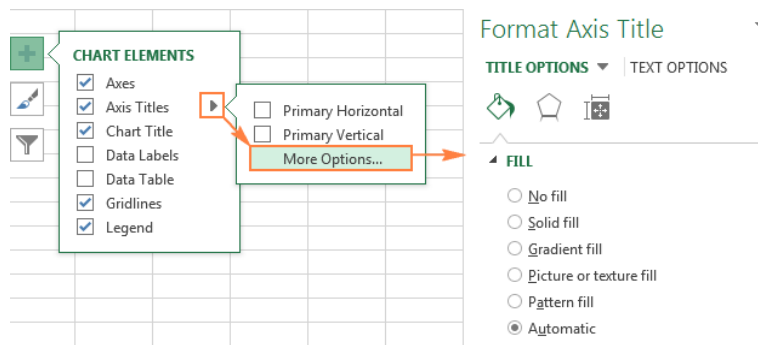 CHART ELEMENTS
Axes
Axis Titles
Chart Title
Data Labels
Data Table
Gridlines
Legend
Primary Horizontal
Primary Vertical
More Options...
Format Axis Title
TITLE OPTIONS TEXT OPTIONS
FILL
No fill
Solid fill
Gradient fill
Picture or texture fill
Pattern fill
Automatic